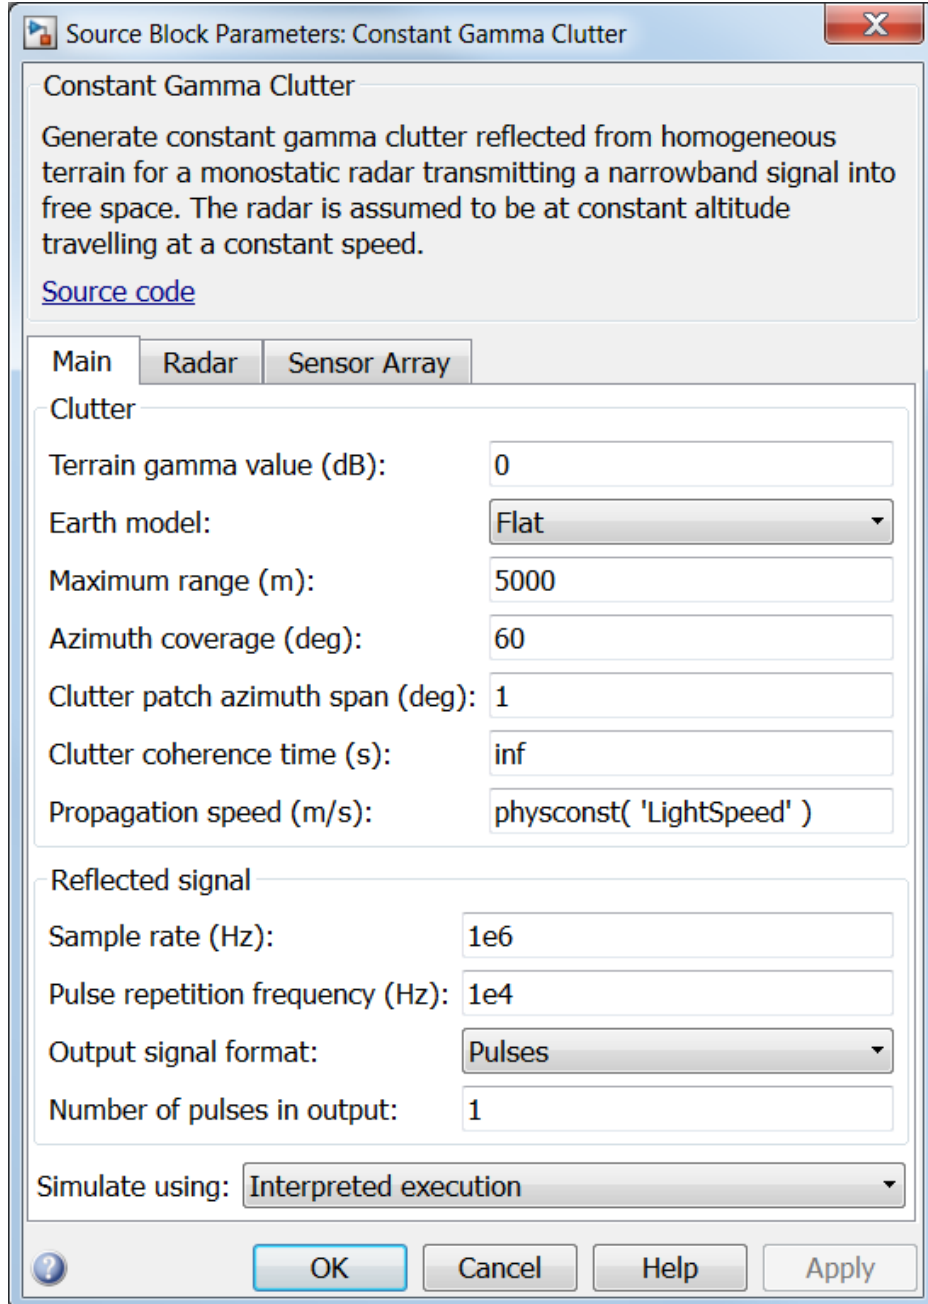 Source Block Parameters: Constant Gamma Clutter
X
Constant Gamma Clutter
Generate constant gamma clutter reflected from homogeneous
terrain for a monostatic radar transmitting a narrowband signal into
free space. The radar is assumed to be at constant altitude
travelling at a constant speed.
Source code
Main Radar Sensor Array
Clutter
Terrain gamma value (dB): 0
Earth model: Flat
Maximum range (m): 5000
Azimuth coverage (deg): 60
Clutter patch azimuth span (deg): 1
Clutter coherence time (s): inf
Propagation speed (m/s): physconst( 'LightSpeed' )
Reflected signal
Sample rate (Hz): 1e6
Pulse repetition frequency (Hz): 1e4
Output signal format: Pulses
Number of pulses in output: 1
Simulate using: Interpreted execution
? OK Cancel Help Apply